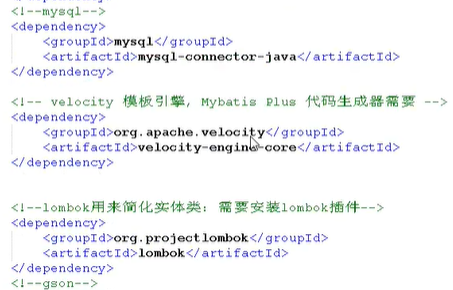 <!--mysql-->
<dependency>
<groupId>mysql</groupId>
<artifactId>mysql-connector-java</artifactId>
</dependency>
<!-- velocity 模板引擎, Mybatis Plus 代码生成器需要 -->
<dependency>
<groupId>org.apache.velocity</groupId>
<artifactId>velocity-engine-core</artifactId>
</dependency>
<!--lombok用来简化实体类：需要安装lombok插件-->
<dependency>
<groupId>org.projectlombok</groupId>
<artifactId>lombok</artifactId>
</dependency>
<!--gson-->